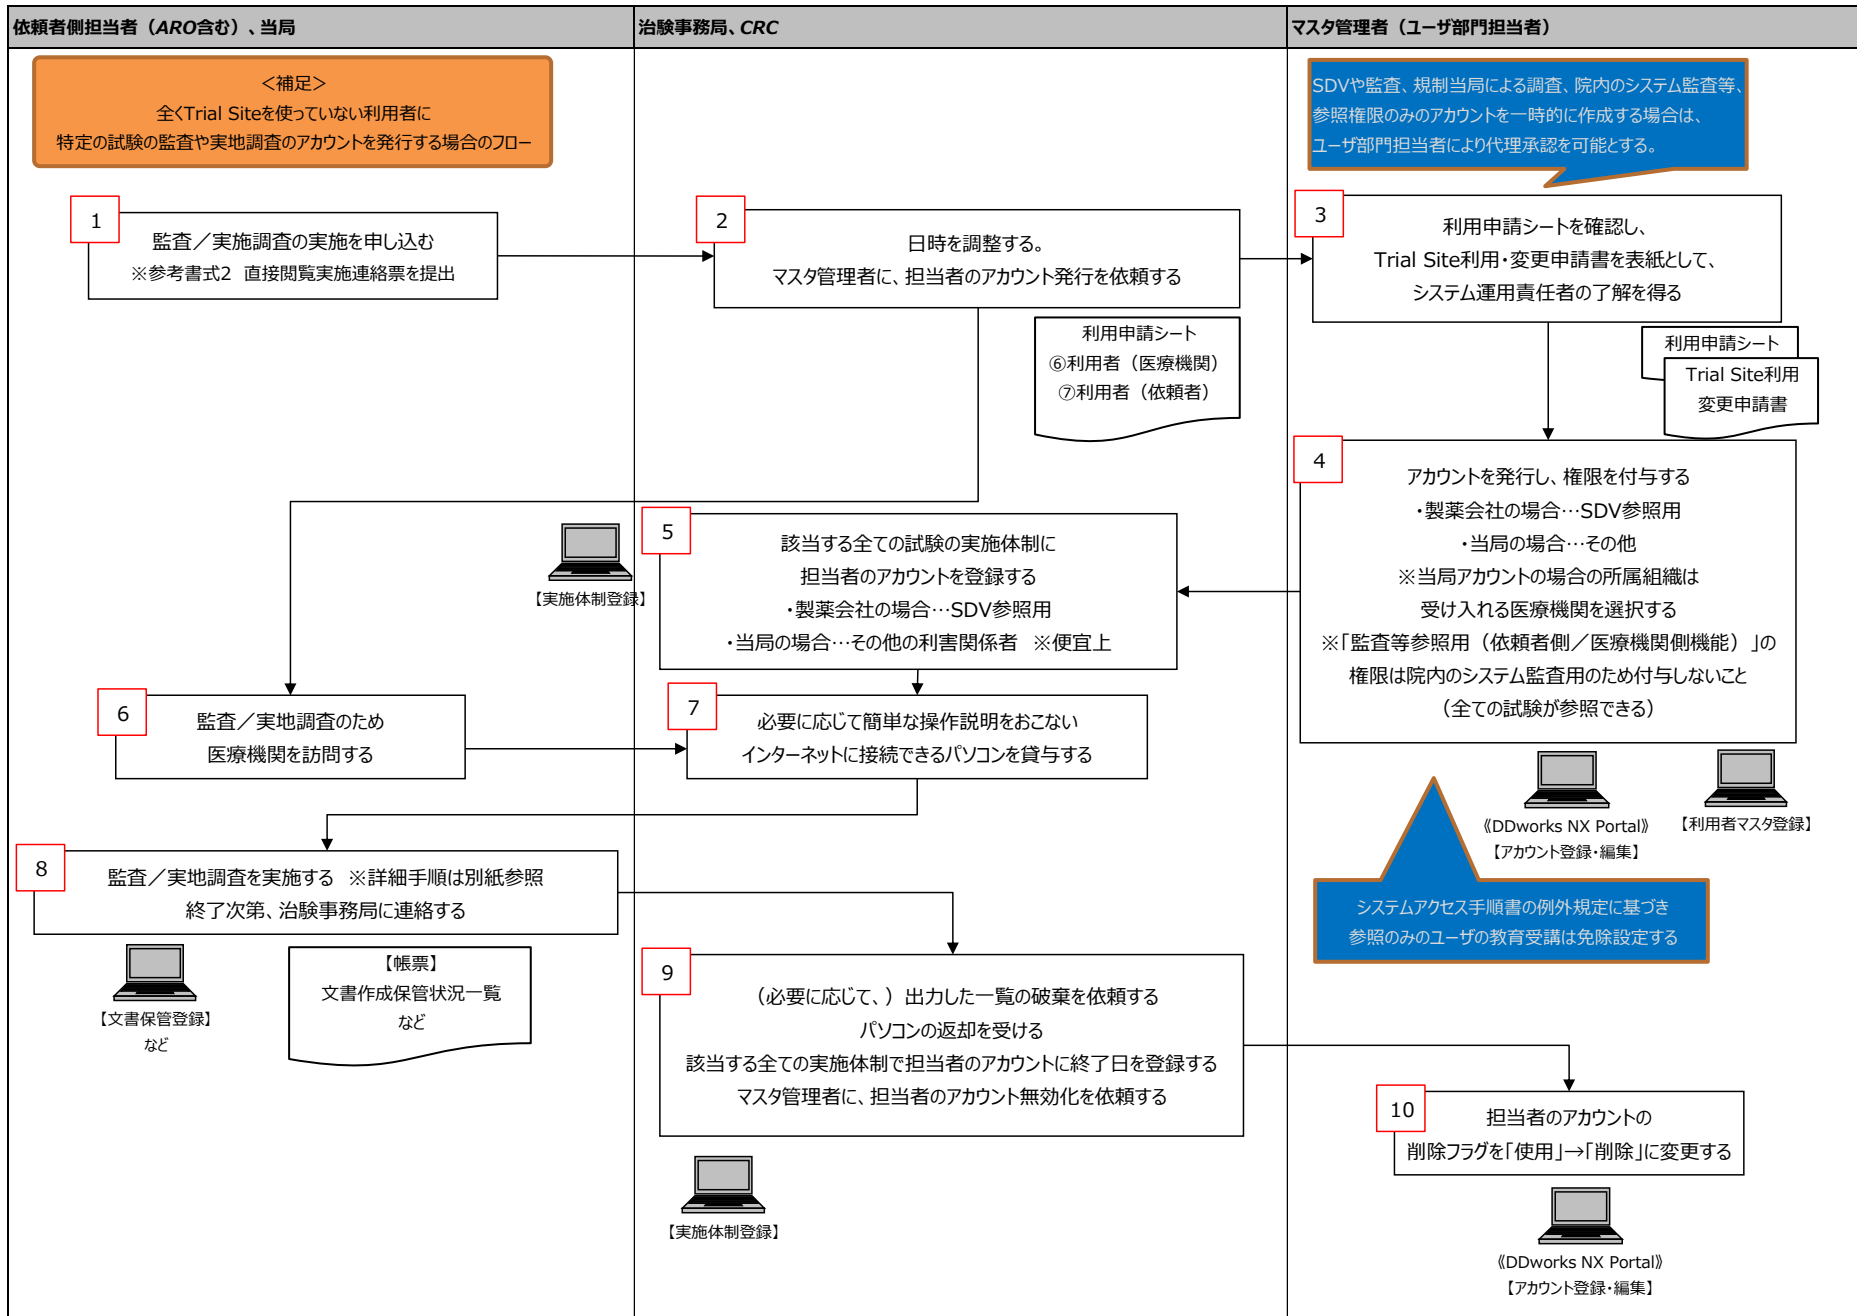 依頼者側担当者（ARO含む）、当局
治験事務局、CRC
マスタ管理者（ユーザ部門担当者）
＜補足＞
全くTrial Siteを使っていない利用者に
特定の試験の監査や実地調査のアカウントを発行する場合のフロー
SDVや監査、規制当局による調査、院内のシステム監査等、
参照権限のみのアカウントを一時的に作成する場合は、
ユーザ部門担当者により代理承認を可能とする。
1
監査／実施調査の実施を申し込む
※参考書式2 直接閲覧実施連絡票を提出
2
日時を調整する。
マスタ管理者に、担当者のアカウント発行を依頼する
3
利用申請シートを確認し、
Trial Site利用・変更申請書を表紙として、
システム運用責任者の了解を得る
利用申請シート
⑥利用者（医療機関）
⑦利用者（依頼者）
利用申請シート
Trial Site利用
変更申請書
4
アカウントを発行し、権限を付与する
・製薬会社の場合…SDV参照用
・当局の場合…その他
※当局アカウントの場合の所属組織は
受け入れる医療機関を選択する
※「監査等参照用（依頼者側／医療機関側機能）」の
権限は院内のシステム監査用のため付与しないこと
（全ての試験が参照できる）
《DDworks NX Portal》
【アカウント登録・編集】
【利用者マスタ登録】
システムアクセス手順書の例外規定に基づき
参照のみのユーザの教育受講は免除設定する
5
該当する全ての試験の実施体制に
担当者のアカウントを登録する
・製薬会社の場合…SDV参照用
・当局の場合…その他の利害関係者 ※便宜上
【実施体制登録】
6
監査／実地調査のため
医療機関を訪問する
7
必要に応じて簡単な操作説明をおこない
インターネットに接続できるパソコンを貸与する
8
監査／実地調査を実施する ※詳細手順は別紙参照
終了次第、治験事務局に連絡する
【文書保管登録】
など
【帳票】
文書作成保管状況一覧
など
9
（必要に応じて、）出力した一覧の破棄を依頼する
パソコンの返却を受ける
該当する全ての実施体制で担当者のアカウントに終了日を登録する
マスタ管理者に、担当者のアカウント無効化を依頼する
【実施体制登録】
10
担当者のアカウントの
削除フラグを「使用」→「削除」に変更する
《DDworks NX Portal》
【アカウント登録・編集】